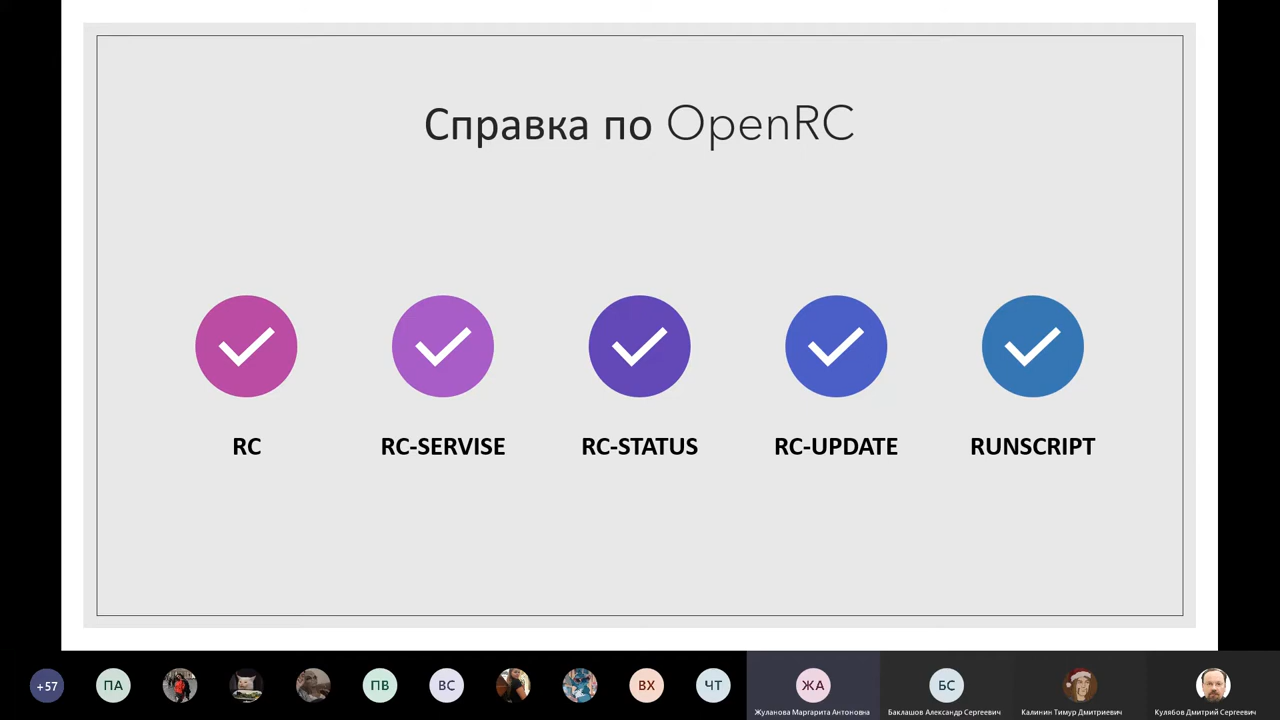 Справка по OpenRC
RC
RC-SERVISE
RC-STATUS
RC-UPDATE
RUNSCRIPT
+57
ПА
ПВ
ВС
ВХ
ЧТ
ЖА
БС
Жуланова Маргарита Антоновна
Баклашов Александр Сергеевич
Калинин Тимур Дмитриевич
Кулябов Дмитрий Сергеевич